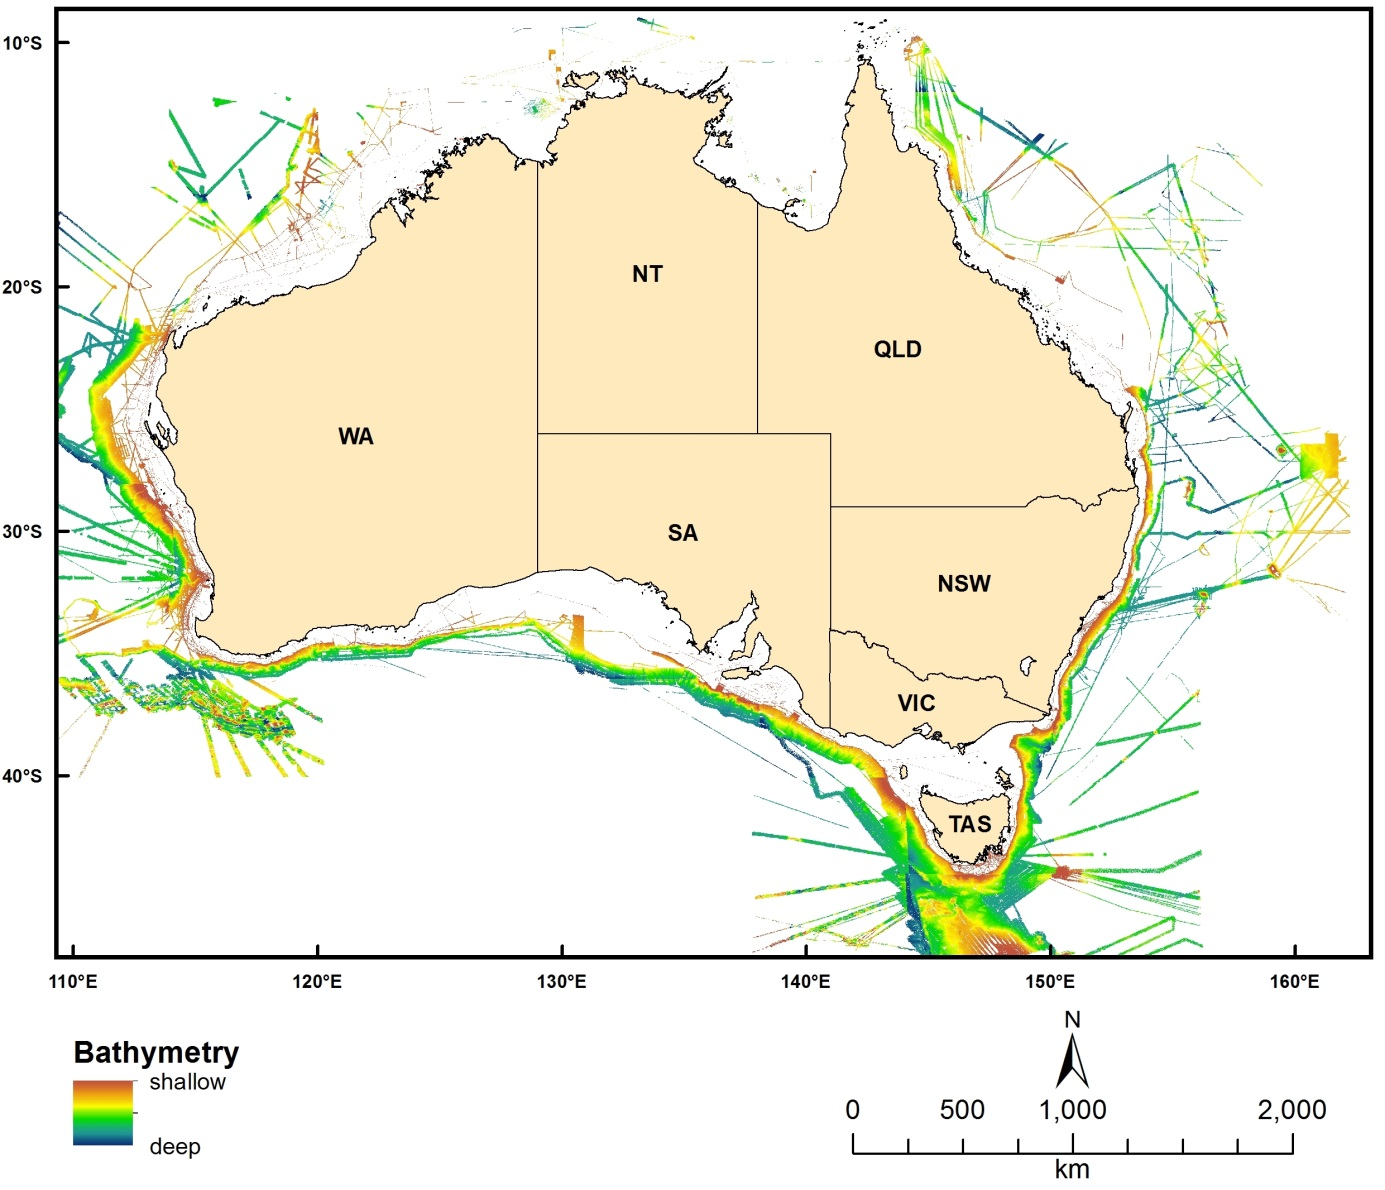 10°S
20°S
30°S
40°S
NT
QLD
WA
SA
NSW
VIC
TAS
110°E 120°E 130°E 140°E 150°E 160°E
Bathymetry
shallow
deep
N
0 500 1,000 2,000
km